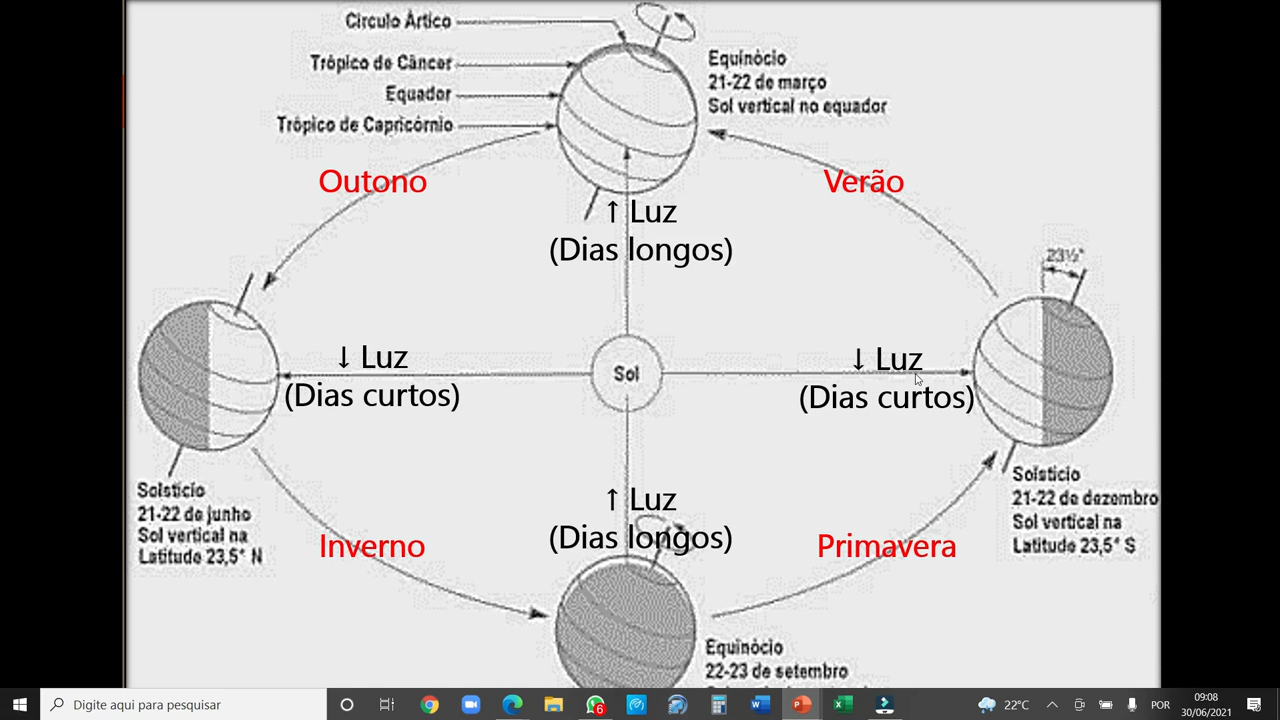 Círculo Ártico
Trópico de Câncer
Equador
Trópico de Capricórnio
Equinócio
21-22 de março
Sol vertical no equador
Outono
Verão
↑ Luz
(Dias longos)
23½°
↓ Luz
(Dias curtos)
Sol
↓ Luz
(Dias curtos)
Solstício
21-22 de junho
Sol vertical na
Latitude 23,5° N
Solstício
21-22 de dezembro
Sol vertical na
Latitude 23,5° S
↑ Luz
(Dias longos)
Inverno
Primavera
Equinócio
22-23 de setembro
Digite aqui para pesquisar
6
22°C
POR
09:08
30/06/2021